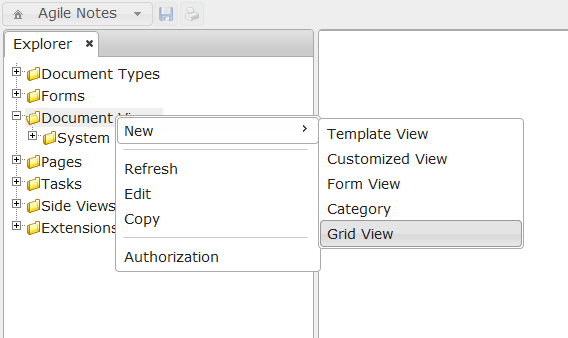 Agile Notes
Explorer
Document Types
Forms
Document
System
Pages
Tasks
Side Views
Extensions
New
Refresh
Edit
Copy
Authorization
Template View
Customized View
Form View
Category
Grid View